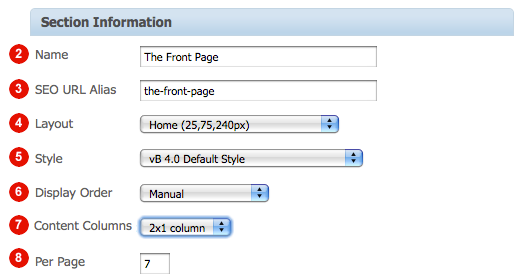 Section Information
2 Name The Front Page
3 SEO URL Alias the-front-page
4 Layout Home (25,75,240px)
5 Style vB 4.0 Default Style
6 Display Order Manual
7 Content Columns 2x1 column
8 Per Page 7